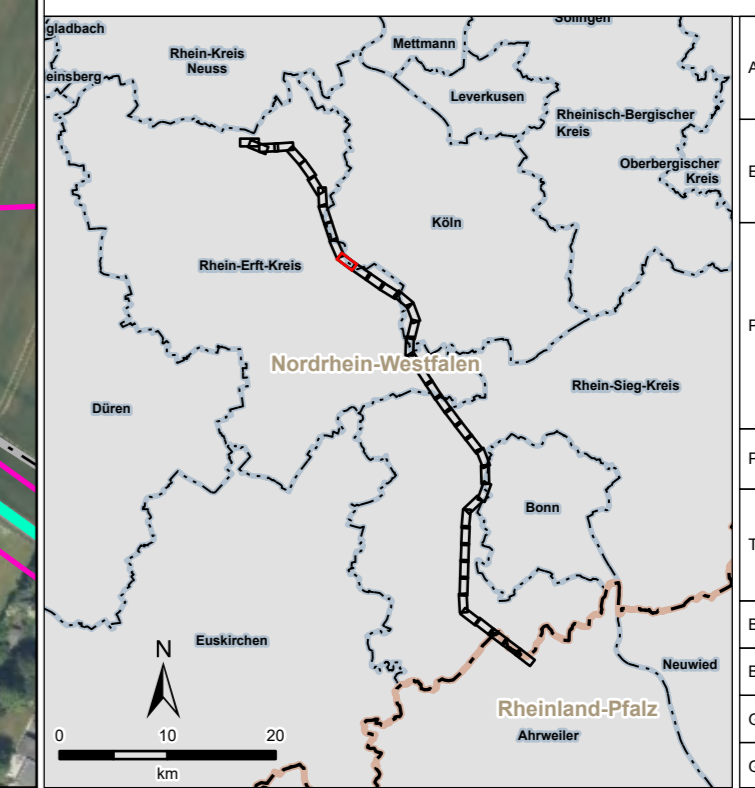 Solingen
gladbach
Mettmann
Rhein-Kreis
Neuss
einsberg
Leverkusen
Rheinisch-Bergischer
Kreis
Oberbergischer
Kreis
Köln
Rhein-Erft-Kreis
Nordrhein-Westfalen
Rhein-Sieg-Kreis
Düren
Bonn
Euskirchen
N
Neuwied
Rheinland-Pfalz
Ahrweiler
0 10 20
km